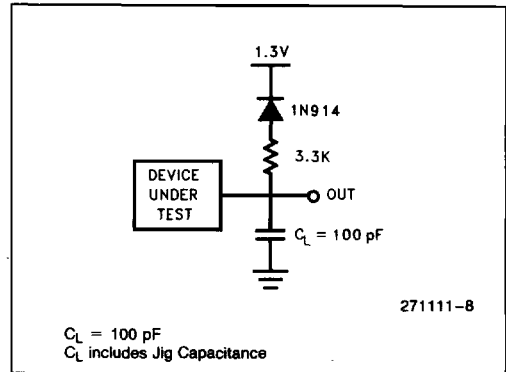 1.3V
1N914
3.3K
DEVICE
UNDER
TEST
OUT
C_L = 100 pF
271111-8
C_L = 100 pF
C_L includes Jig Capacitance